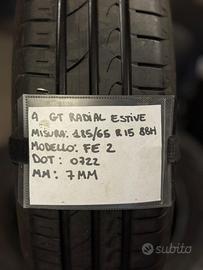 4 GT RADIAL ESTIVE
MISURA: 185/65 R15 88H
MODELLO: FE 2
DOT: 0722
MM: 7MM
subito